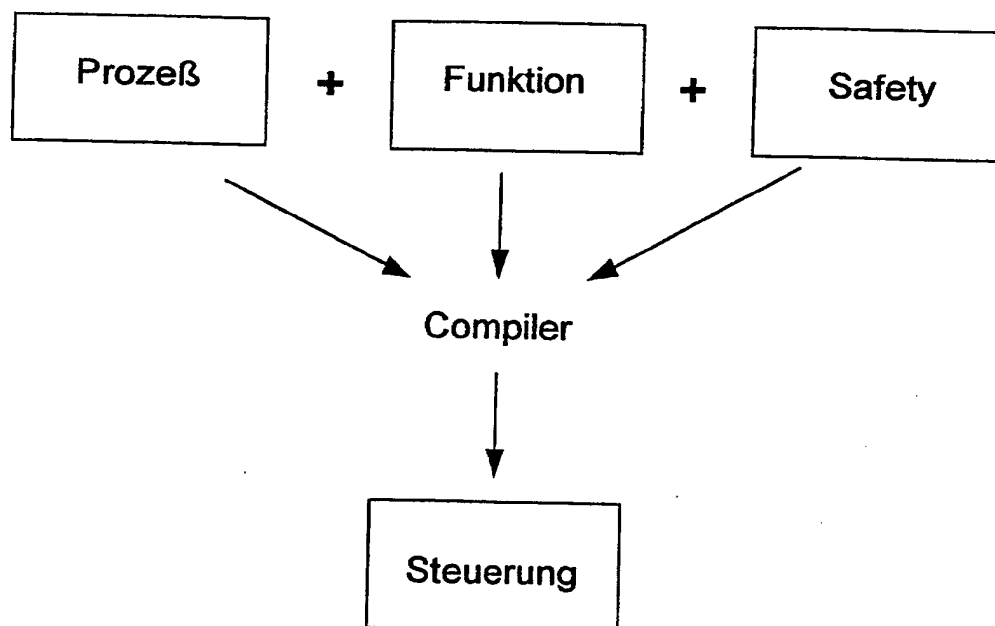 Prozeß + Funktion + Safety
Compiler
Steuerung